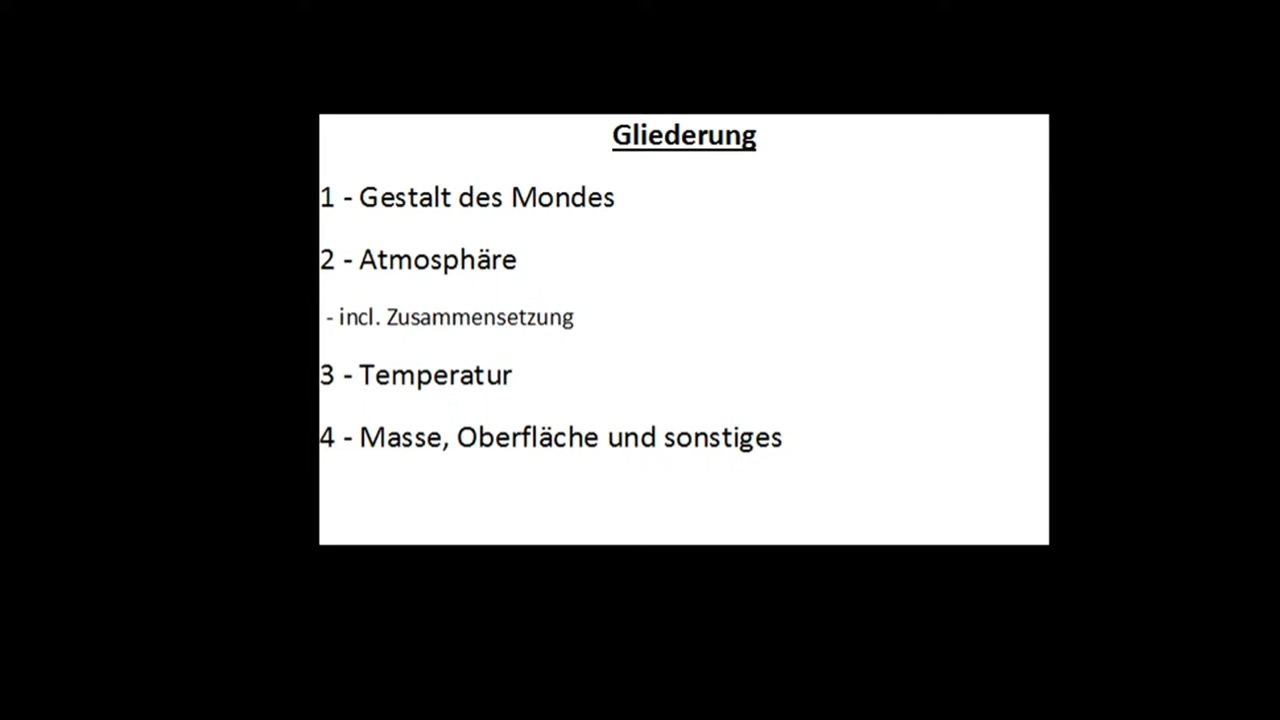 Gliederung
1 - Gestalt des Mondes
2 - Atmosphäre
- incl. Zusammensetzung
3 - Temperatur
4 - Masse, Oberfläche und sonstiges